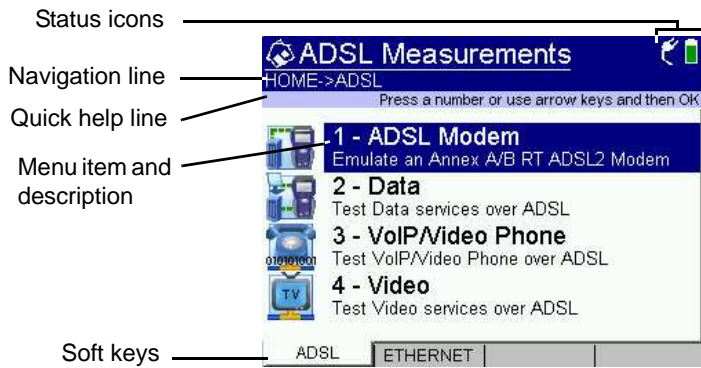 Status icons
ADSL Measurements
Navigation line
HOME->ADSL
Quick help line
Press a number or use arrow keys and then OK
Menu item and
description
1 - ADSL Modem
Emulate an Annex A/B RT ADSL2 Modem
2 - Data
Test Data services over ADSL
3 - VoIP/Video Phone
Test VoIP/Video Phone over ADSL
010101001
4 - Video
Test Video services over ADSL
TV
Soft keys
ADSL
ETHERNET